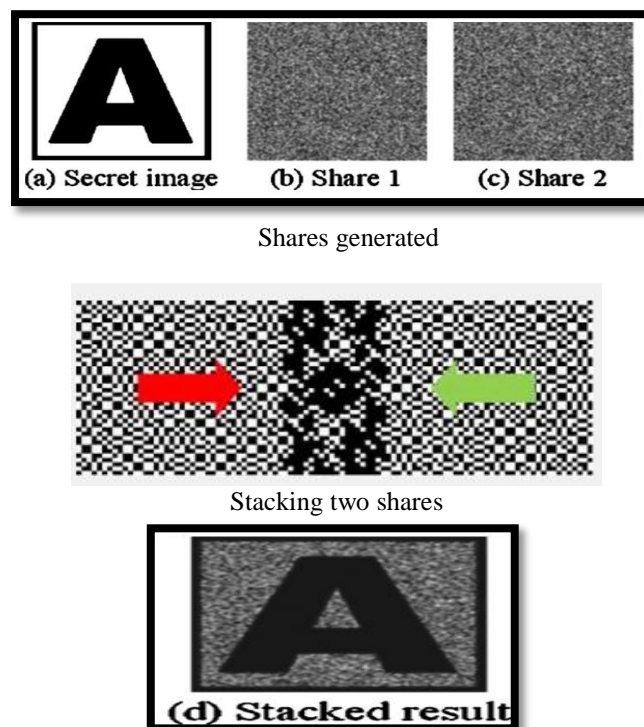 (a) Secret image (b) Share 1 (c) Share 2
Shares generated
Stacking two shares
(d) Stacked result